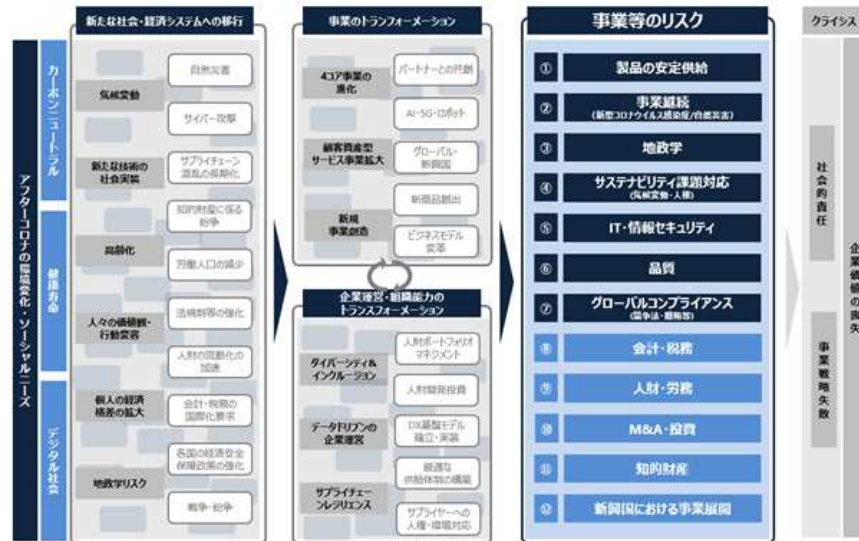 新たな社会・経済システムへの移行
事業のトランスフォーメーション
事業等のリスク
クライシス
アフターコロナの環境変化・ソーシャルニーズ
カーボンニュートラル
健康寿命
デジタル社会
気候変動
新たな技術の
社会実装
高齢化
人々の価値観・
行動変容
個人の経済
格差の拡大
地政学リスク
自然災害
サイバー攻撃
サプライチェーン
混乱の長期化
知的財産に係る
紛争
労働人口の減少
法規制等の強化
人財の流動化の
加速
会計・税務の
国際化要求
各国の経済安全
保障政策の強化
戦争・紛争
4コア事業の
進化
顧客資産型
サービス事業拡大
新規
事業創造
パートナーとの共創
AI・5G・ロボット
グローバル・
新興国
新商品創出
ビジネスモデル
変革
企業運営・組織能力の
トランスフォーメーション
ダイバーシティ&
インクルージョン
データドリブンの
企業運営
サプライチェー
ンレジリエンス
人財ポートフォリオ
マネジメント
人財開発投資
DX基盤モデル
確立・実装
最適な
供給体制の構築
サプライヤーへの
人権・環境対応
① 製品の安定供給
② 事業継続
(新型コロナウイルス感染症/自然災害)
③ 地政学
④ サステナビリティ課題対応
(気候変動・人権)
⑤ IT・情報セキュリティ
⑥ 品質
⑦ グローバルコンプライアンス
(競争法・贈賄等)
⑧ 会計・税務
⑨ 人財・労務
⑩ M&A・投資
⑪ 知的財産
⑫ 新興国における事業展開
社会的責任
事業戦略失敗
企業価値の喪失